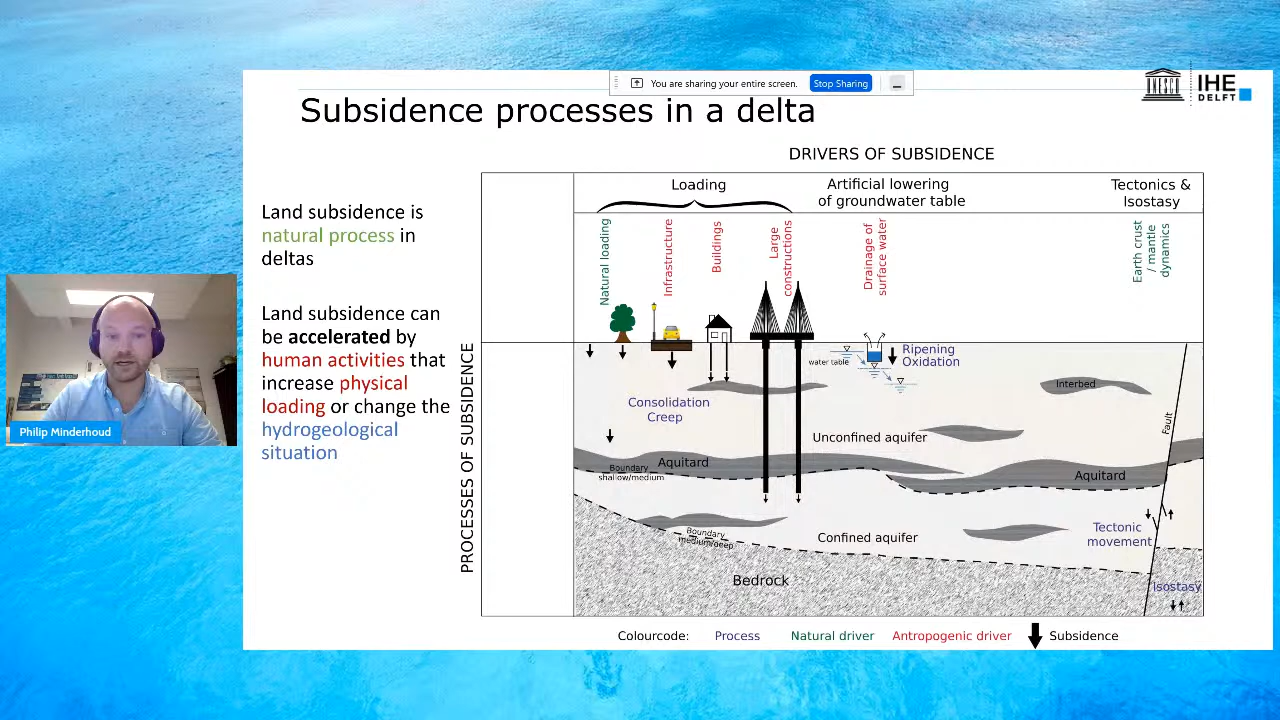 You are sharing your entire screen.
Stop Sharing
UNESCO
IHE
DELFT
Subsidence processes in a delta
DRIVERS OF SUBSIDENCE
Loading
Artificial lowering
of groundwater table
Tectonics &
Isostasy
Land subsidence is
natural process in
deltas
Land subsidence can
be accelerated by
human activities that
increase physical
loading or change the
hydrogeological
situation
Natural loading
Infrastructure
Buildings
Large
constructions
Drainage of
surface water
Earth crust
/ mantle
dynamics
PROCESSES OF SUBSIDENCE
water table
Ripening
Oxidation
Interbed
Consolidation
Creep
Fault
Unconfined aquifer
Aquitard
Boundary
shallow/medium
Aquitard
Tectonic
movement
Boundary
medium/deep
Confined aquifer
Bedrock
Isostasy
Colourcode: Process Natural driver Antropogenic driver Subsidence
Philip Minderhoud